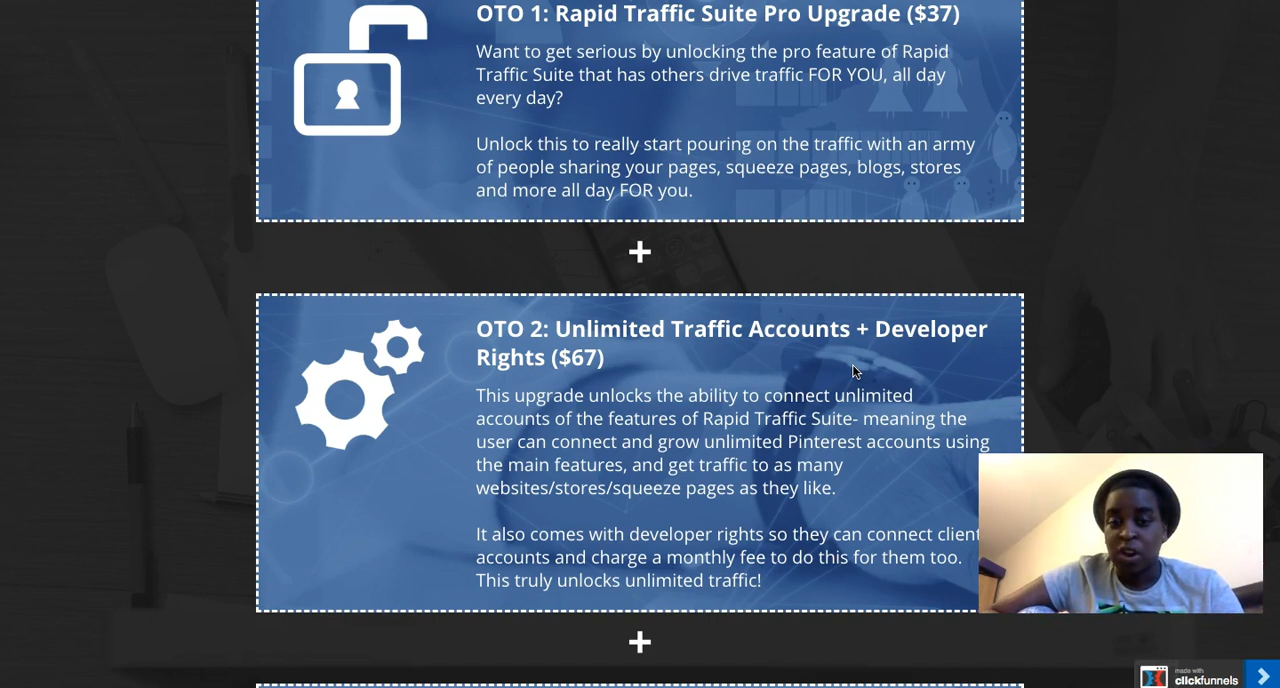 OTO 1: Rapid Traffic Suite Pro Upgrade ($37)
Want to get serious by unlocking the pro feature of Rapid
Traffic Suite that has others drive traffic FOR YOU, all day
every day?
Unlock this to really start pouring on the traffic with an army
of people sharing your pages, squeeze pages, blogs, stores
and more all day FOR you.
+
OTO 2: Unlimited Traffic Accounts + Developer
Rights ($67)
This upgrade unlocks the ability to connect unlimited
accounts of the features of Rapid Traffic Suite- meaning the
user can connect and grow unlimited Pinterest accounts using
the main features, and get traffic to as many
websites/stores/squeeze pages as they like.
It also comes with developer rights so they can connect client
accounts and charge a monthly fee to do this for them too.
This truly unlocks unlimited traffic!
+
made with
clickfunnels